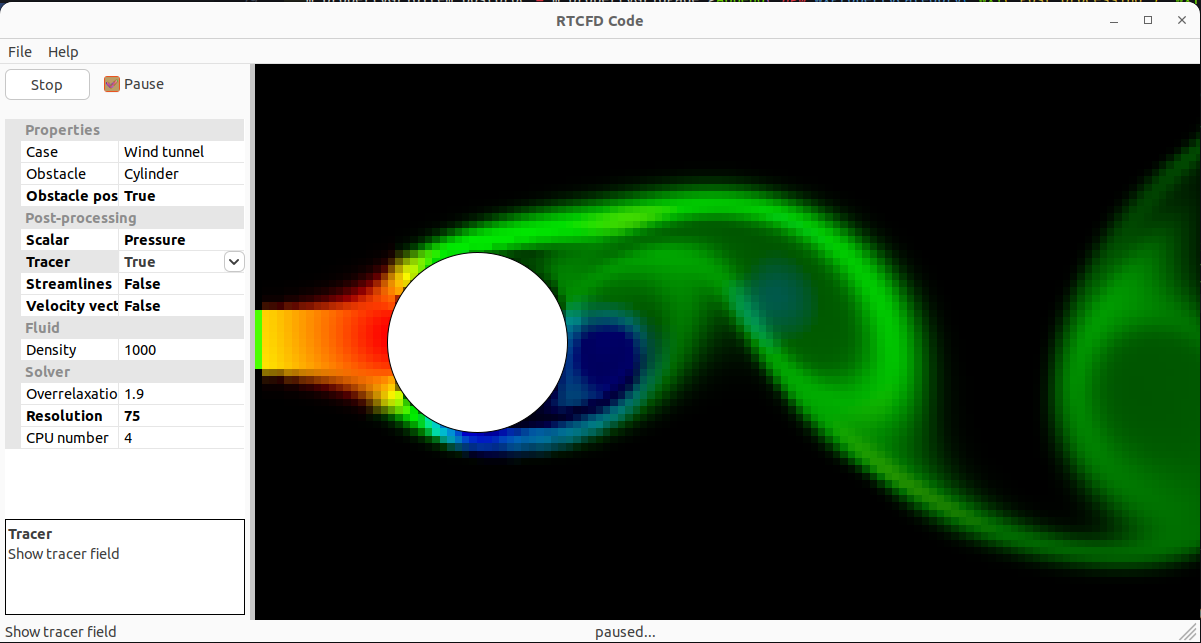 RTCFD Code
File Help
Stop Pause
Properties
Case Wind tunnel
Obstacle Cylinder
Obstacle pos True
Post-processing
Scalar Pressure
Tracer True
Streamlines False
Velocity vect False
Fluid
Density 1000
Solver
Overrelaxatio 1.9
Resolution 75
CPU number 4
Tracer
Show tracer field
Show tracer field paused...